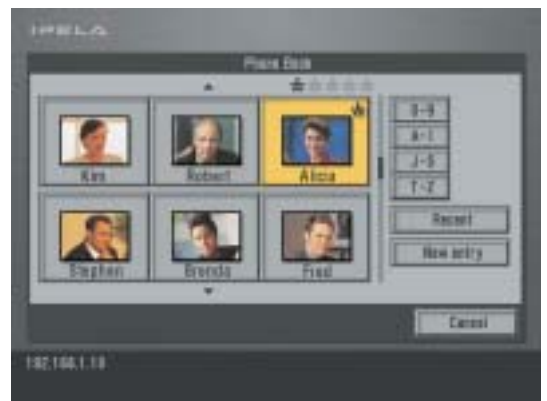 IPELA
Phone Book
Kim
Robert
Alicia
Stephen
Brenda
Fred
0-9
A-I
J-S
T-Z
Recent
New entry
Cancel
192.168.1.10